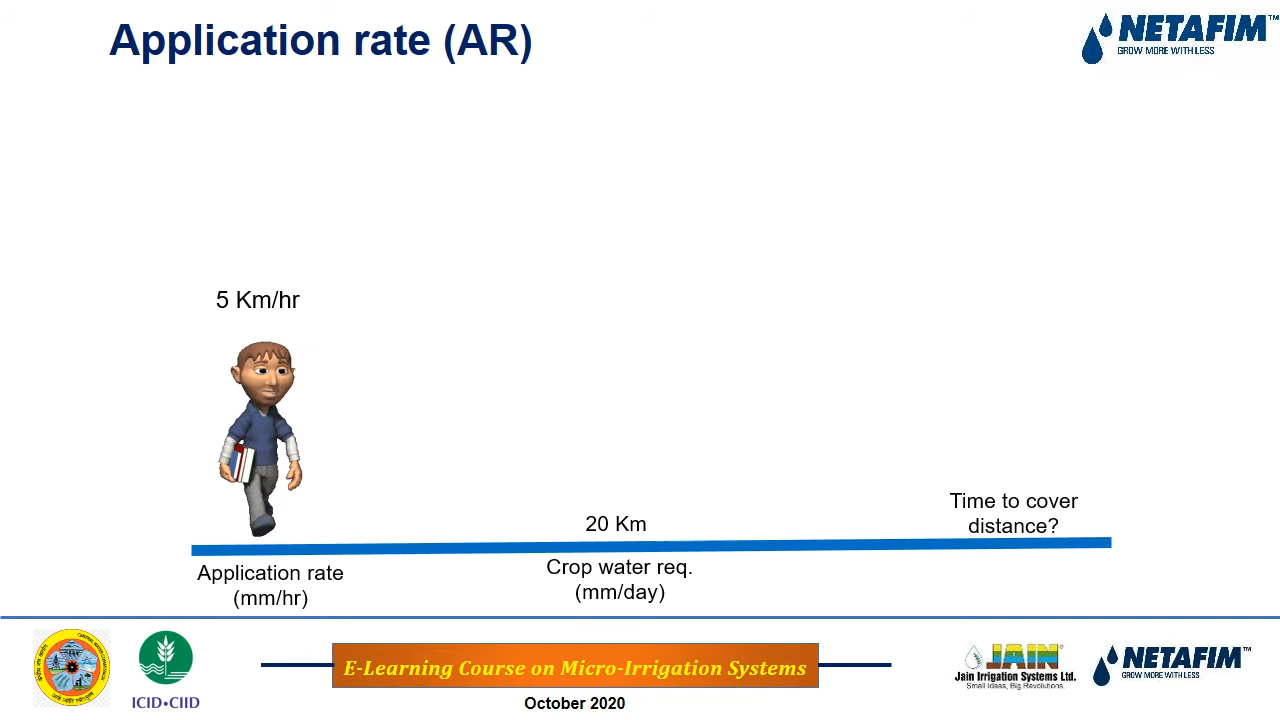 Application rate (AR)
NETAFIM™
GROW MORE WITH LESS
5 Km/hr
20 Km
Time to cover
distance?
Application rate
(mm/hr)
Crop water req.
(mm/day)
E-Learning Course on Micro-Irrigation Systems
October 2020
ICID•CIID
JAIN®
Jain Irrigation Systems Ltd.
Small Ideas, Big Revolutions.
NETAFIM™
GROW MORE WITH LESS